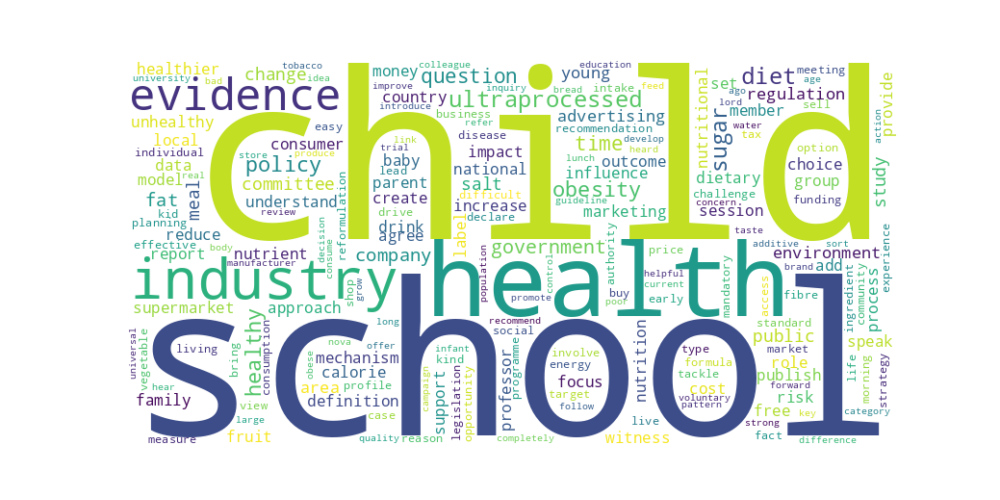 child
school
health
industry
evidence
healthier
tobacco
colleague
education
university
bad
idea
change
money
improve
question
young
meeting
age
diet
unhealthy
introduce
country
business
inquiry
bread
intake
feed
set
ago
lord
regulation
sell
action
provide
local
easy
ultraprocessed
refer
advertising
member
water
tax
individual
consumer
link
trial
disease
recommendation
develop
heard
nutritional
sugar
option
data
real
store
produce
policy
lead
baby
impact
time
lunch
outcome
choice
model
committee
parent
national
influence
dietary
group
study
fat
meal
understand
create
salt
difficult
obesity
guideline
challenge
concern
funding
kid
review
drive
increase
declare
marketing
session
planning
reduce
reformulation
drink
agree
label
taste
effective
report
body
nutrient
decision
consume
company
government
authority
price
additive
sort
environment
experience
manufacturer
population
control
helpful
current
mandatory
brand
add
supermarket
approach
shop
grow
promote
buy
poor
early
access
fibre
ingredient
community
process
universal
vegetable
living
bring
healthy
consumption
long
recommend
social
standard
public
speak
hear
nova
offer
infant
kind
professor
programme
involve
energy
nutrition
type
market
role
life
morning
strategy
obese
mechanism
calorie
profile
campaign
support
legislation
opportunity
target
focus
formula
tackle
cost
publish
forward
risk
category
family
area
definition
follow
voluntary
pattern
key
view
large
case
live
free
strong
measure
fruit
quality
reason
completely
witness
fact
difference